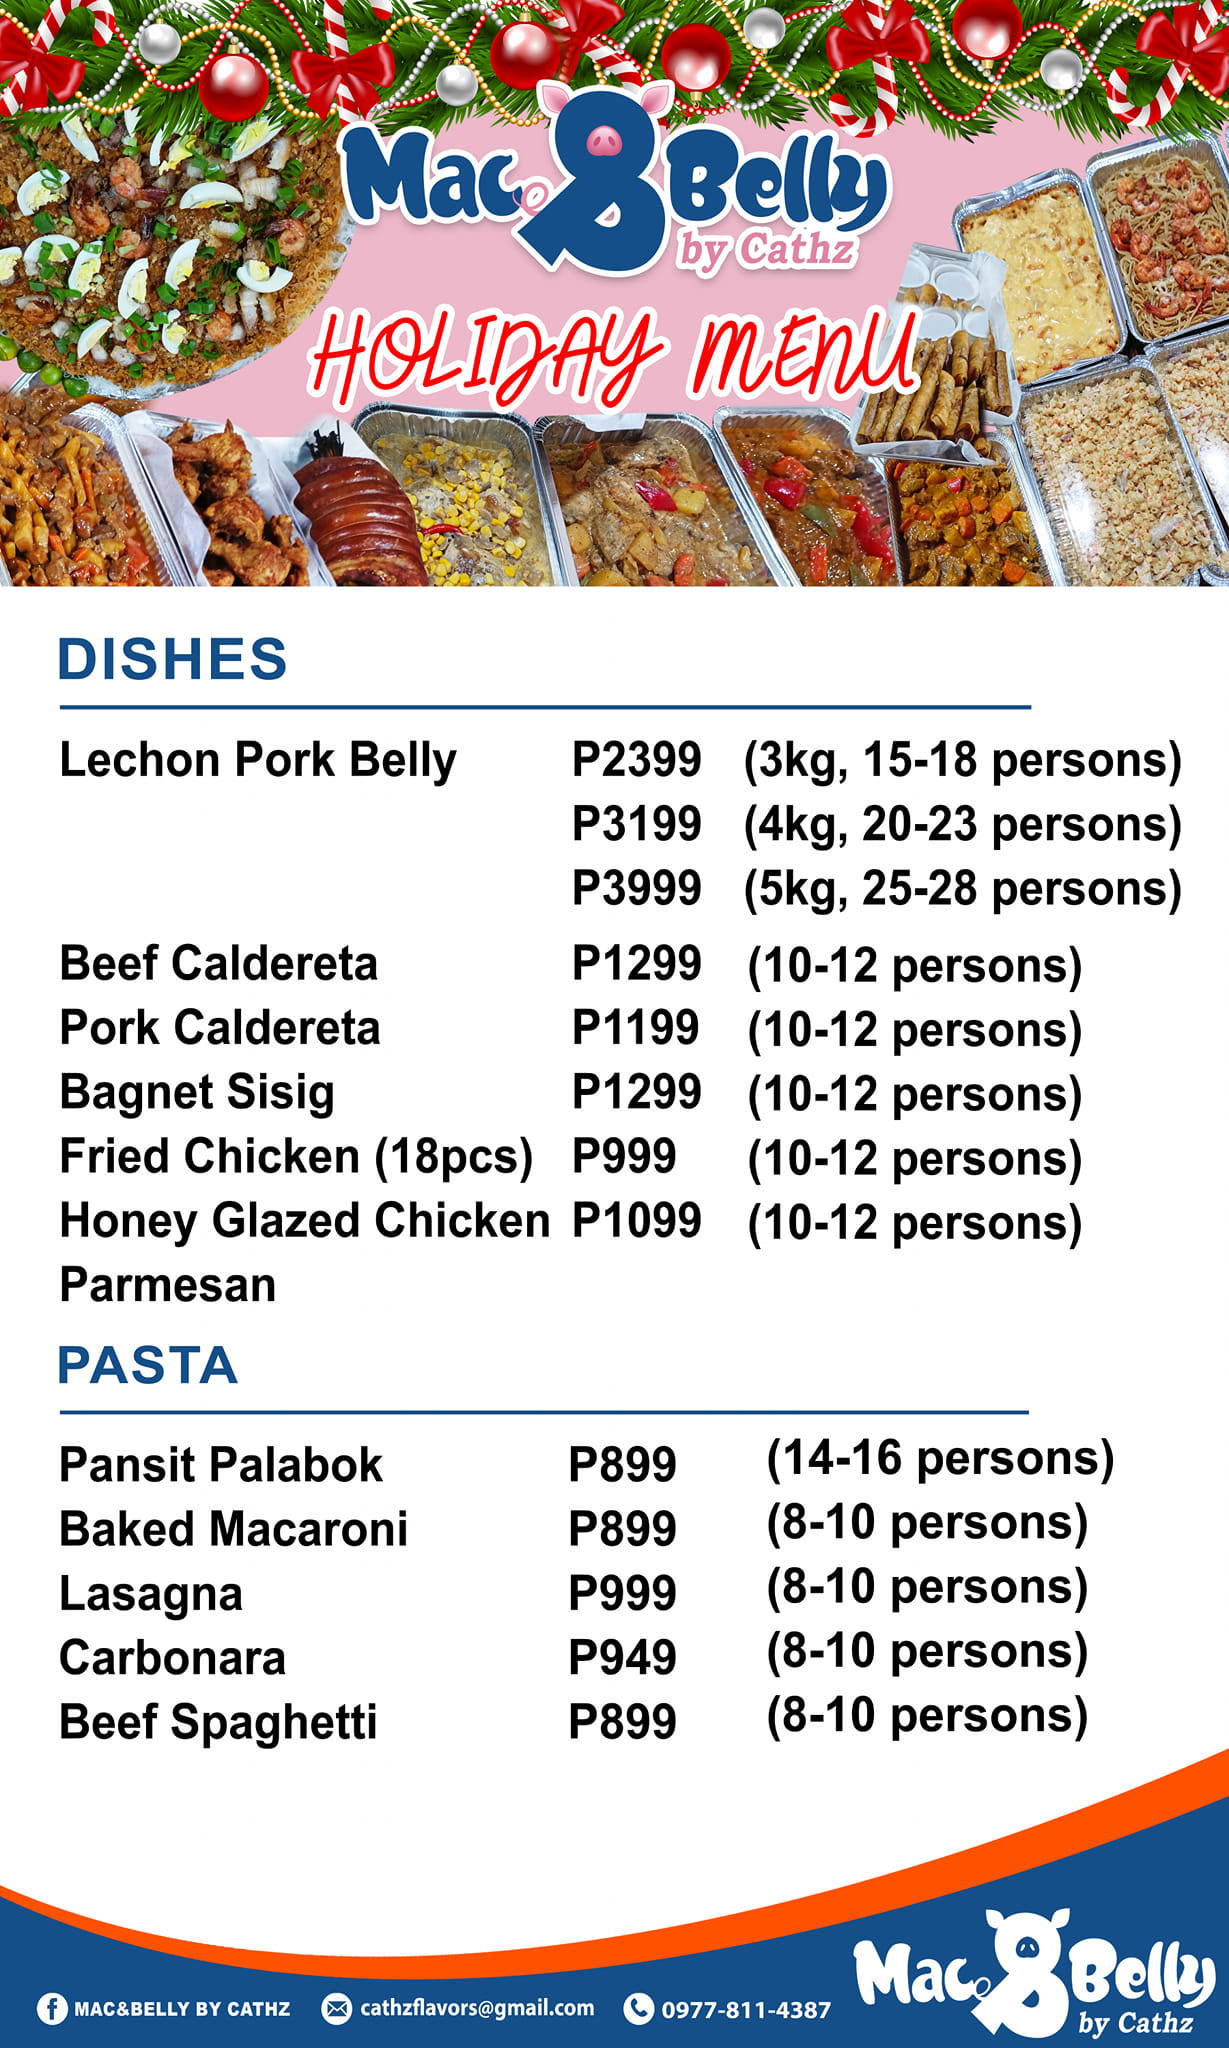 Mac & Belly
by Cathz
HOLIDAY MENU
DISHES
Lechon Pork Belly P2399 (3kg, 15-18 persons)
P3199 (4kg, 20-23 persons)
P3999 (5kg, 25-28 persons)
Beef Caldereta P1299 (10-12 persons)
Pork Caldereta P1199 (10-12 persons)
Bagnet Sisig P1299 (10-12 persons)
Fried Chicken (18pcs) P999 (10-12 persons)
Honey Glazed Chicken P1099 (10-12 persons)
Parmesan
PASTA
Pansit Palabok P899 (14-16 persons)
Baked Macaroni P899 (8-10 persons)
Lasagna P999 (8-10 persons)
Carbonara P949 (8-10 persons)
Beef Spaghetti P899 (8-10 persons)
MAC&BELLY BY CATHZ cathzflavors@gmail.com 0977-811-4387
Mac & Belly
by Cathz